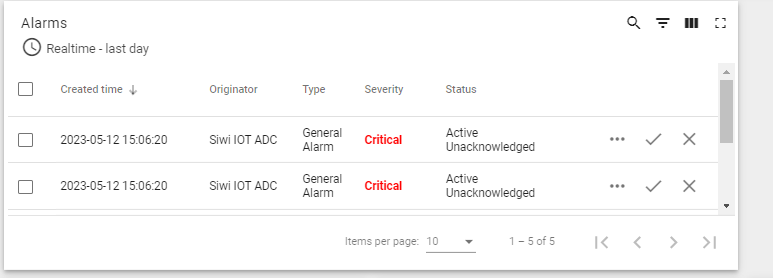 Alarms
Realtime - last day
Created time Originator Type Severity Status
2023-05-12 15:06:20 Siwi IOT ADC General Alarm Critical Active Unacknowledged
2023-05-12 15:06:20 Siwi IOT ADC General Alarm Critical Active Unacknowledged
Items per page: 10 1 – 5 of 5